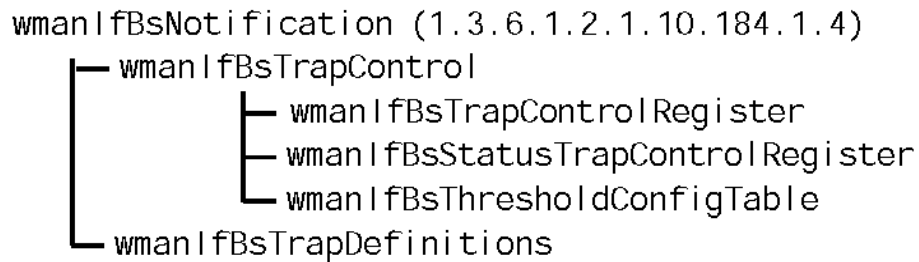 wmanIfBsNotification (1.3.6.1.2.1.10.184.1.4)
wmanIfBsTrapControl
wmanIfBsTrapControlRegister
wmanIfBsStatusTrapControlRegister
wmanIfBsThresholdConfigTable
wmanIfBsTrapDefinitions